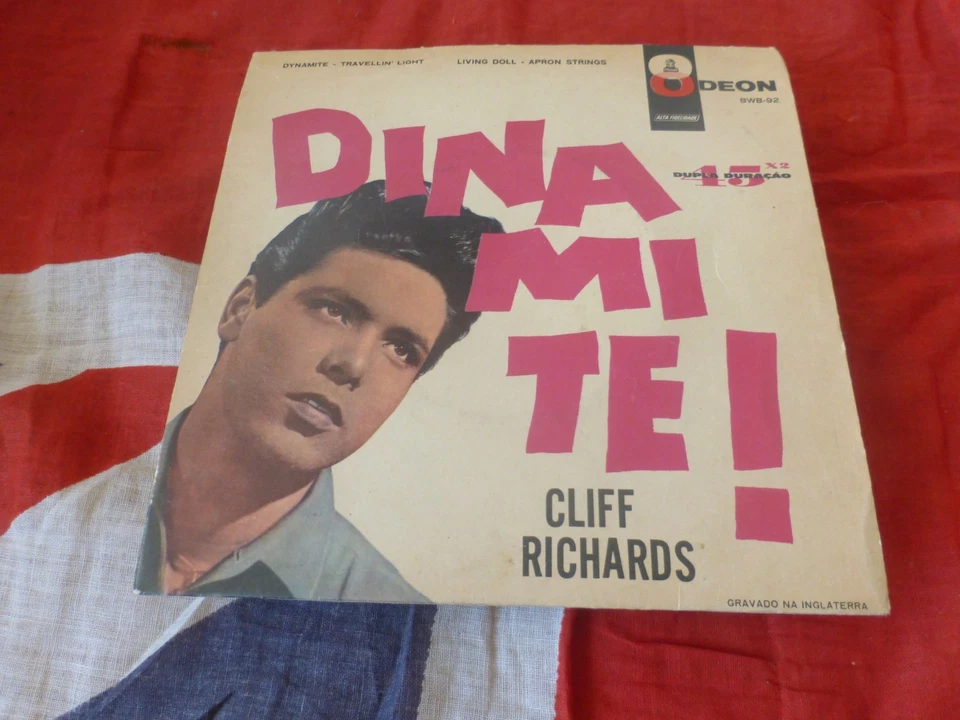 DYNAMITE - TRAVELLIN' LIGHT LIVING DOLL - APRON STRINGS
ODEON
BWB-92
ALTA FIDELIDADE
45 X2
DUPLA DURAÇÃO
DINA
MI
TE!
CLIFF
RICHARDS
GRAVADO NA INGLATERRA